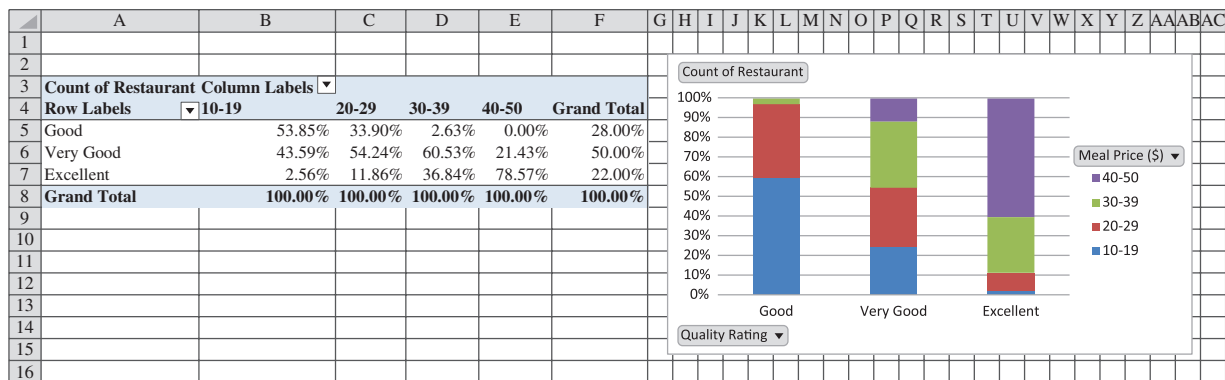 A B C D E F G H I J K L M N O P Q R S T U V W X Y Z AA AB AC
1
2
3 Count of Restaurant Column Labels
4 Row Labels 10-19 20-29 30-39 40-50 Grand Total
5 Good 53.85% 33.90% 2.63% 0.00% 28.00%
6 Very Good 43.59% 54.24% 60.53% 21.43% 50.00%
7 Excellent 2.56% 11.86% 36.84% 78.57% 22.00%
8 Grand Total 100.00% 100.00% 100.00% 100.00% 100.00%
9
10
11
12
13
14
15
16
Count of Restaurant
100%
90%
80%
70%
60%
50%
40%
30%
20%
10%
0%
Good Very Good Excellent
Quality Rating
Meal Price ($)
40-50
30-39
20-29
10-19